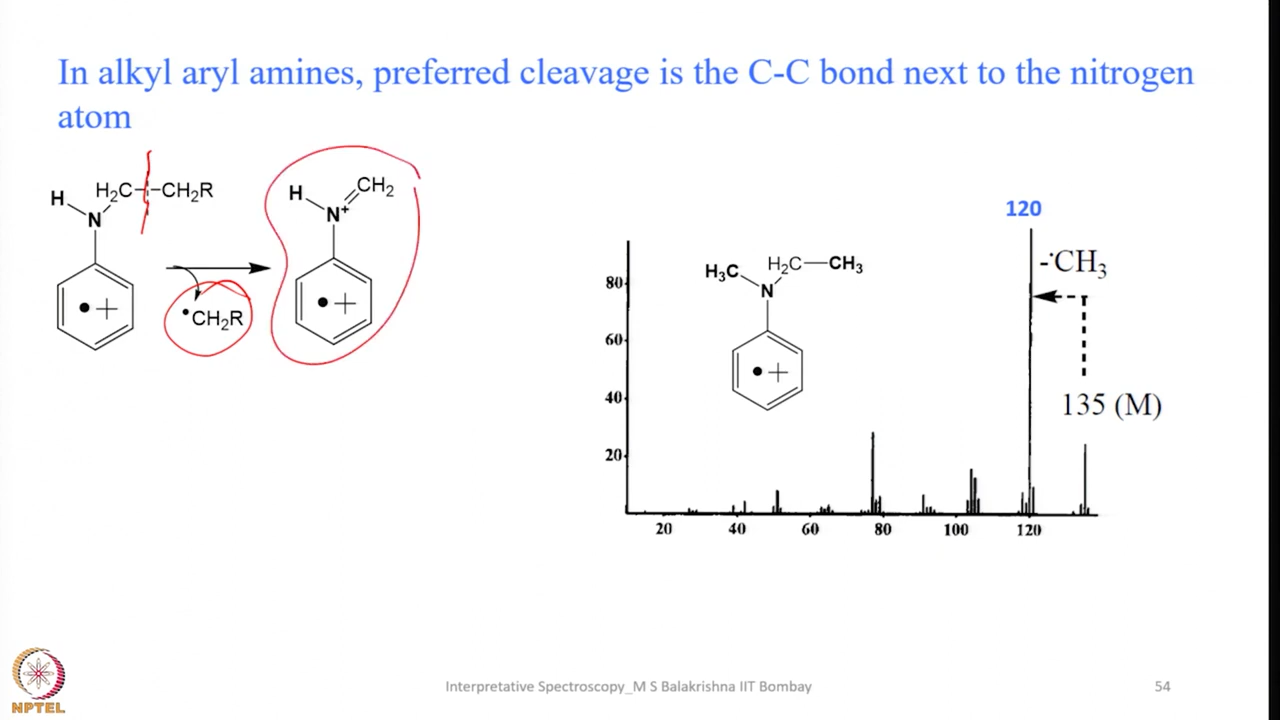 In alkyl aryl amines, preferred cleavage is the C-C bond next to the nitrogen
atom
H
H₂C
CH₂R
N
•+
•CH₂R
H
CH₂
N⁺
•+
H₃C
H₂C—CH₃
N
•+
120
-•CH₃
135 (M)
80
60
40
20
20 40 60 80 100 120
NPTEL
Interpretative Spectroscopy_M S Balakrishna IIT Bombay
54